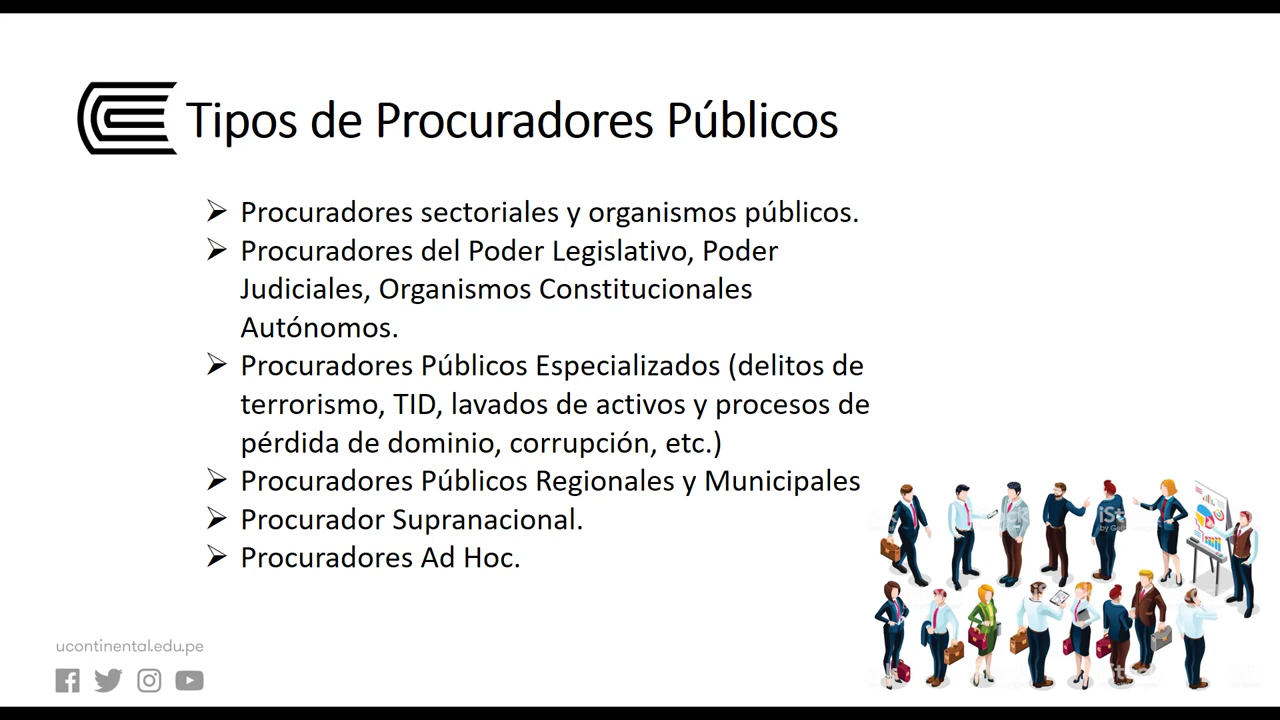 Tipos de Procuradores Públicos
➢ Procuradores sectoriales y organismos públicos.
➢ Procuradores del Poder Legislativo, Poder
Judiciales, Organismos Constitucionales
Autónomos.
➢ Procuradores Públicos Especializados (delitos de
terrorismo, TID, lavados de activos y procesos de
pérdida de dominio, corrupción, etc.)
➢ Procuradores Públicos Regionales y Municipales
➢ Procurador Supranacional.
➢ Procuradores Ad Hoc.
ucontinental.edu.pe